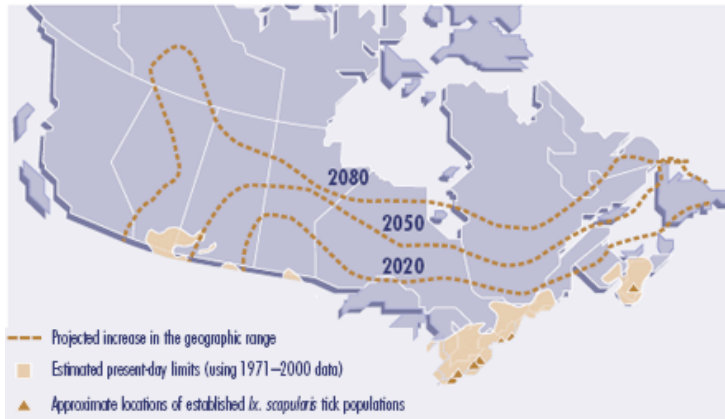 2080
2050
2020
Projected increase in the geographic range
Estimated present-day limits (using 1971–2000 data)
Approximate locations of established Ix. scapularis tick populations